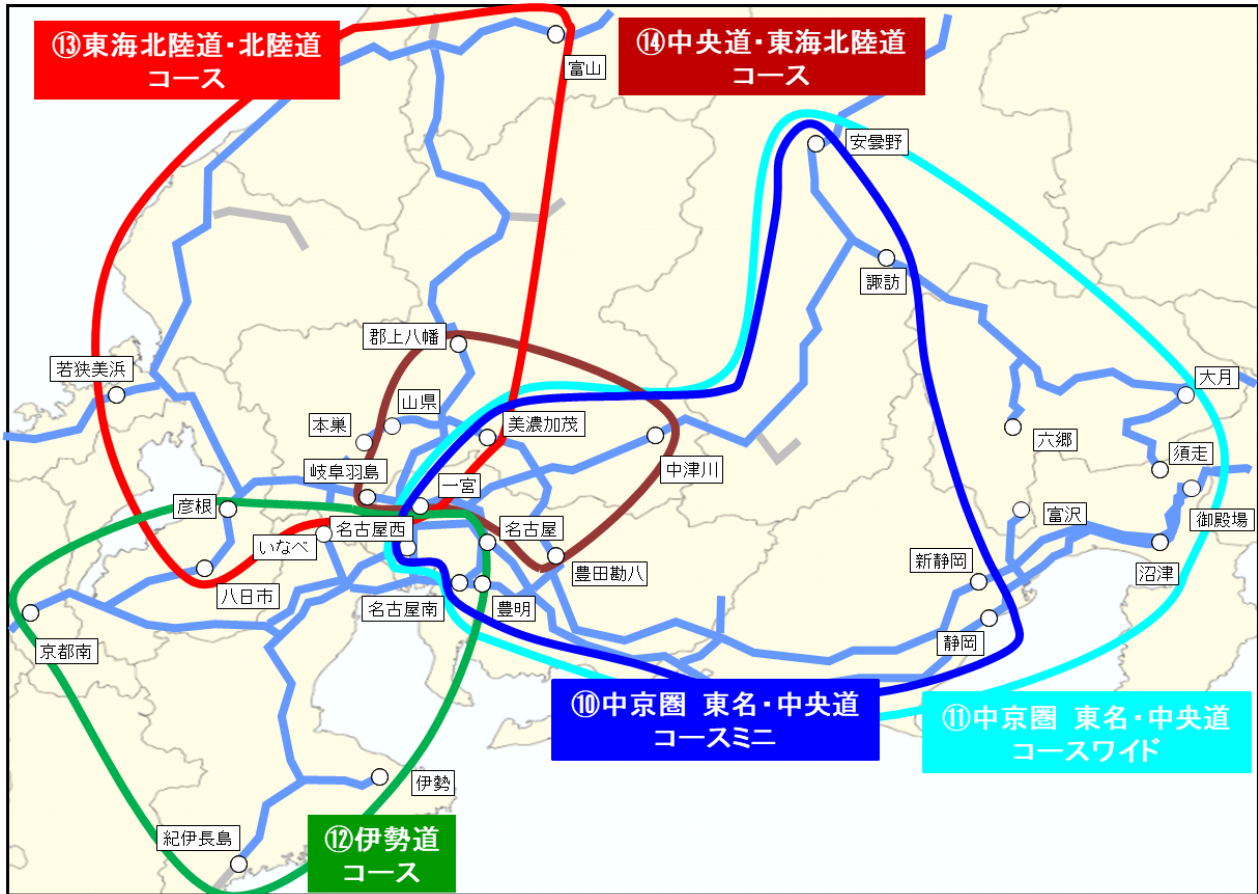 ⑬東海北陸道・北陸道
コース
⑭中央道・東海北陸道
コース
富山
安曇野
諏訪
郡上八幡
若狭美浜
大月
山県
本巣
美濃加茂
六郷
中津川
須走
岐阜羽島
一宮
彦根
名古屋西
名古屋
富沢
御殿場
いなべ
豊田勘八
新静岡
沼津
八日市
名古屋南
豊明
静岡
京都南
⑩中京圏 東名・中央道
コースミニ
⑪中京圏 東名・中央道
コースワイド
伊勢
紀伊長島
⑫伊勢道
コース